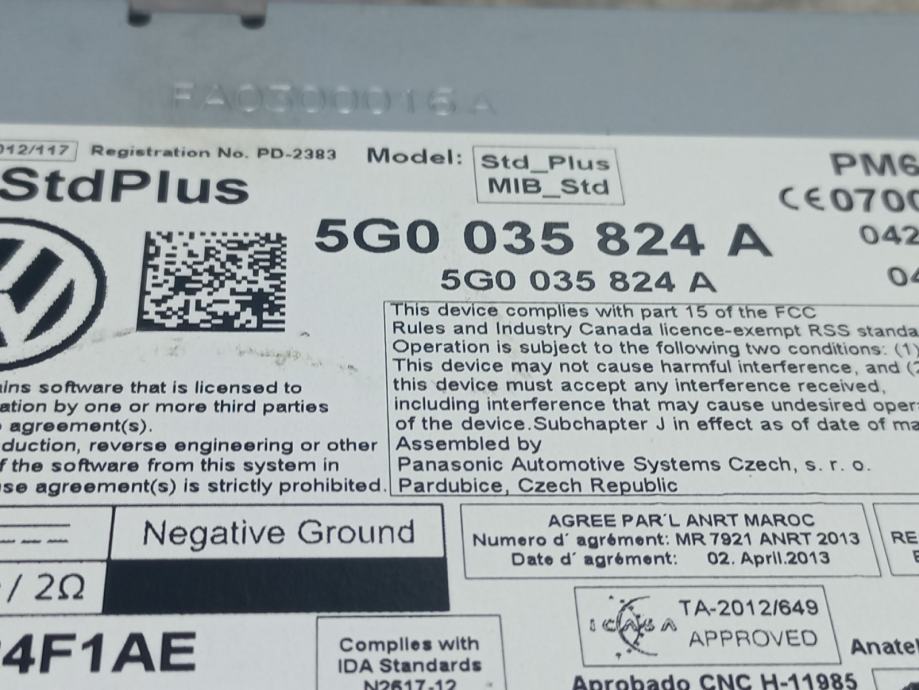 FA0300016A
012/117 Registration No. PD-2383 Model: Std_Plus
MIB_Std
StdPlus
PM6
CE0700
5G0 035 824 A
042
5G0 035 824 A
04
This device complies with part 15 of the FCC
Rules and Industry Canada licence-exempt RSS standa
Operation is subject to the following two conditions: (1)
This device may not cause harmful interference, and (2
this device must accept any interference received,
including interference that may cause undesired oper
of the device.Subchapter J in effect as of date of ma
Assembled by
Panasonic Automotive Systems Czech, s. r. o.
Pardubice, Czech Republic
ins software that is licensed to
ation by one or more third parties
agreement(s).
duction, reverse engineering or other
f the software from this system in
se agreement(s) is strictly prohibited.
Negative Ground
/ 2Ω
AGREE PAR´L ANRT MAROC
Numero d´ agrément: MR 7921 ANRT 2013
Date d´ agrément: 02. April.2013
RE
4F1AE
Complies with
IDA Standards
N2617-12
ICASA TA-2012/649
APPROVED
Anatel
Aprobado CNC H-11985